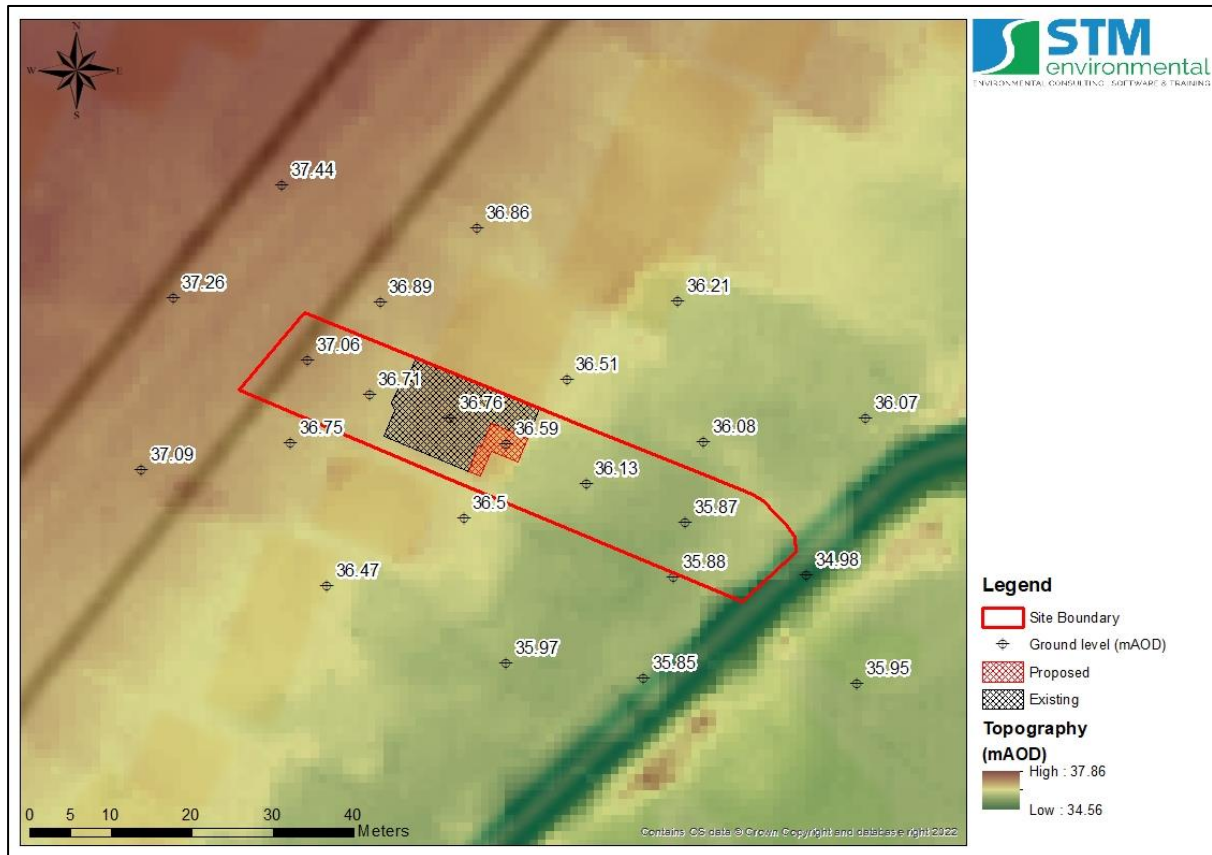 N
W E
S
STM
environmental
ENVIRONMENTAL CONSULTING, SOFTWARE & TRAINING
37.44
36.86
37.26
36.89
36.21
37.06
36.71
36.51
36.76
36.07
36.59
36.08
36.75
37.09
36.13
36.5
35.87
35.88
34.98
36.47
35.97
35.85
35.95
Legend
Site Boundary
Ground level (mAOD)
Proposed
Existing
Topography
(mAOD)
High : 37.86
Low : 34.56
0 5 10 20 30 40
Meters
Contains OS data © Crown Copyright and database right 2022